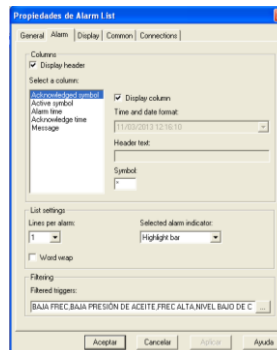 Propiedades de Alarm List
General Alarm Display Common Connections
Columns
Display header
Select a column:
Acknowledged symbol
Active symbol
Alarm time
Acknowledge time
Message
Display column
Time and date format:
11/03/2013 12:16:10
Header text:
Symbol:
*
List settings
Lines per alarm:
1
Selected alarm indicator:
Highlight bar
Word wrap
Filtering
Filtered triggers:
BAJA FREC,BAJA PRESIÓN DE ACEITE,FREC ALTA,NIVEL BAJO DE C ...
Aceptar Cancelar Aplicar Ayuda